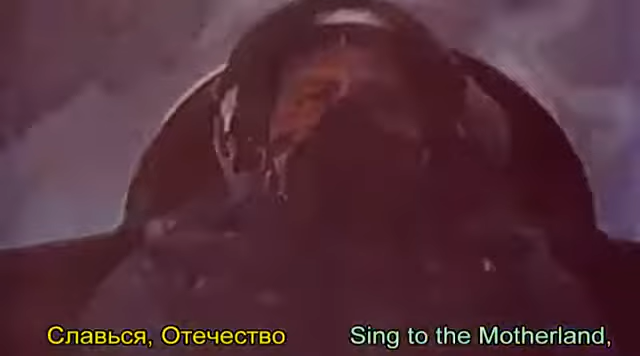 Славься, Отечество Sing to the Motherland,